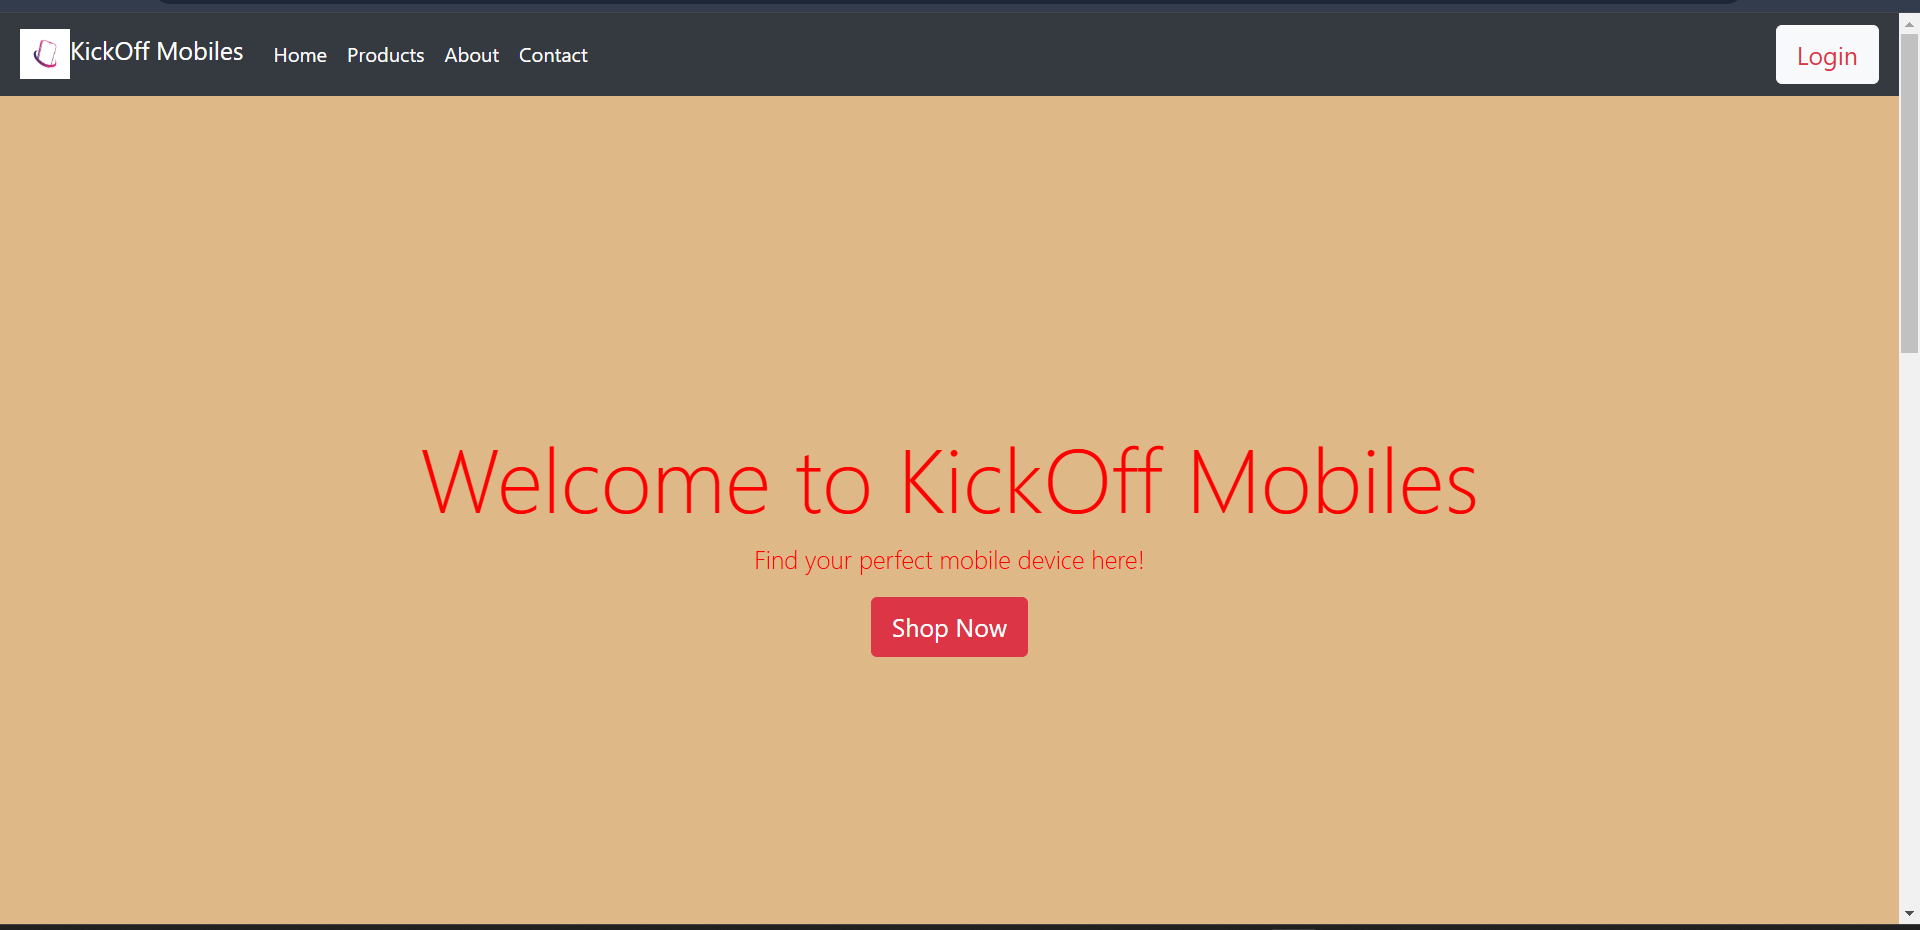 KickOff Mobiles Home Products About Contact Login
Welcome to KickOff Mobiles
Find your perfect mobile device here!
Shop Now